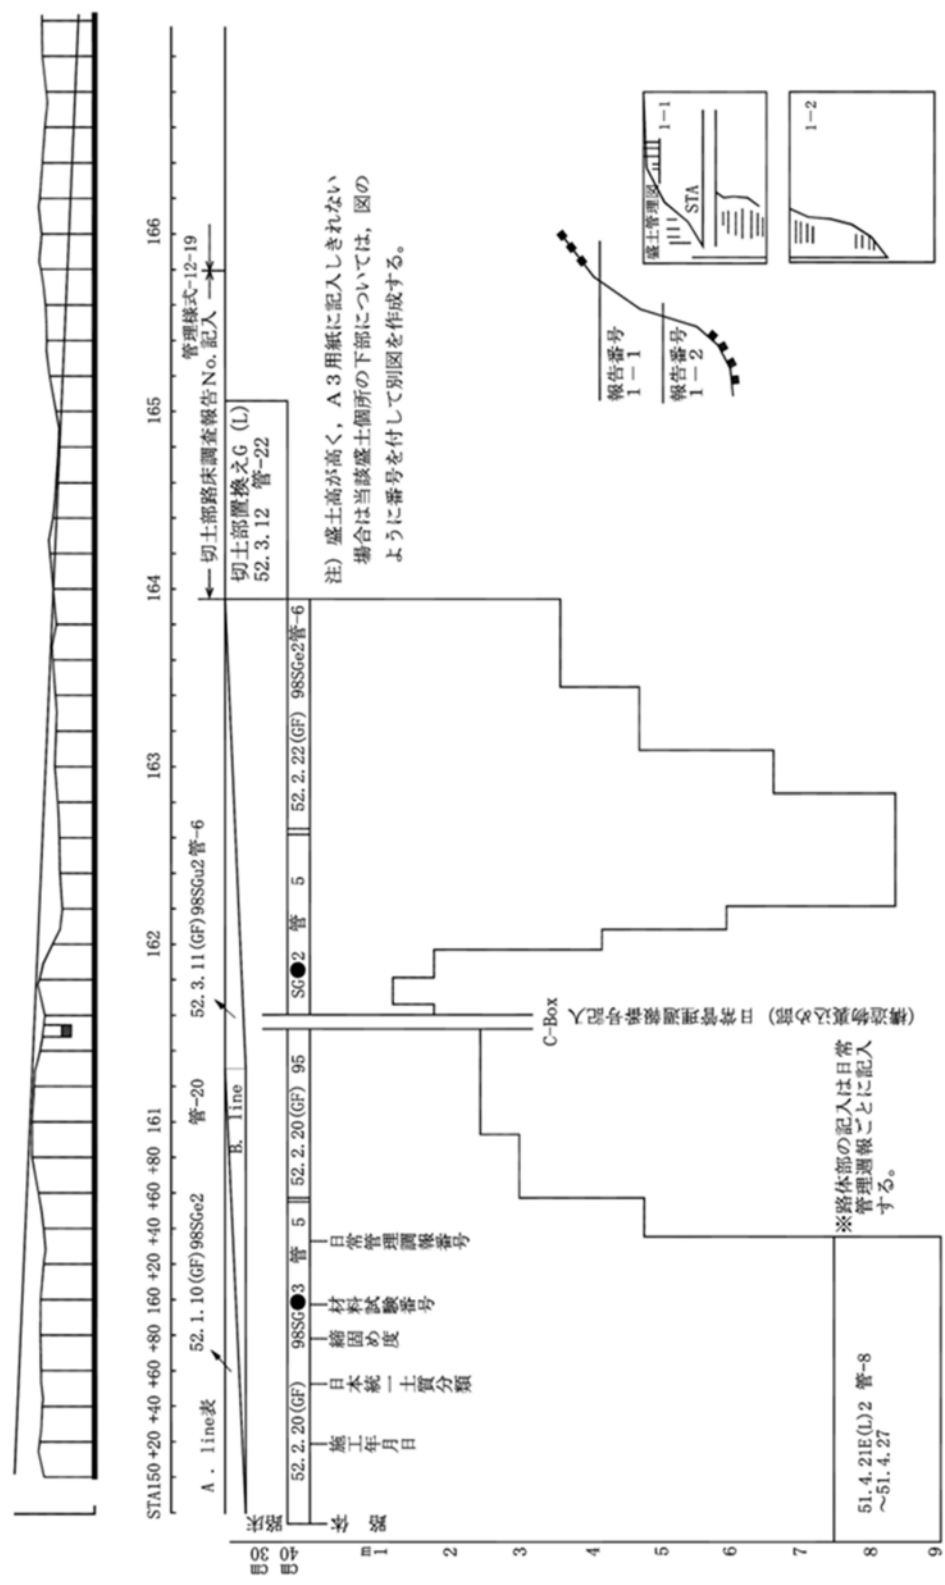 STA150 +20 +40 +60 +80 160 +20 +40 +60 +80 161 162 163 164 165 166
管理様式-12-19
切土部路床調査報告No.記入
A . line表
52.1.10(GF)98SGe2 管-20
52.3.11(GF)98SGu2管-6
B. line
切土部置換えG (L)
52.3.12 管-22
路床
30
40
52.2.20(GF) 98SG●3 管 5
52.2.20(GF) 95
SG●2 管 5
52.2.22(GF) 98SGe2管-6
路体
施工年月日
日本統一土質分類
締固め度
材料試験番号
日常管理調報番号
m
1
2
3
4
5
6
7
8
9
C-Box
(構造物裏込め部) 日常管理週報番号記入
51.4.21E(L)2 管-8
～51.4.27
※路体部の記入は日常
管理週報ごとに記入
する。
注) 盛土高が高く，A3用紙に記入しきれない
場合は当該盛土個所の下部については，図の
ように番号を付して別図を作成する。
報告番号
1－1
報告番号
1－2
盛土管理図
1－1
STA
1－2